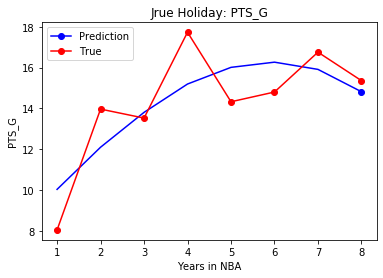 Jrue Holiday: PTS_G
Prediction
True
PTS_G
18
16
14
12
10
8
1 2 3 4 5 6 7 8
Years in NBA